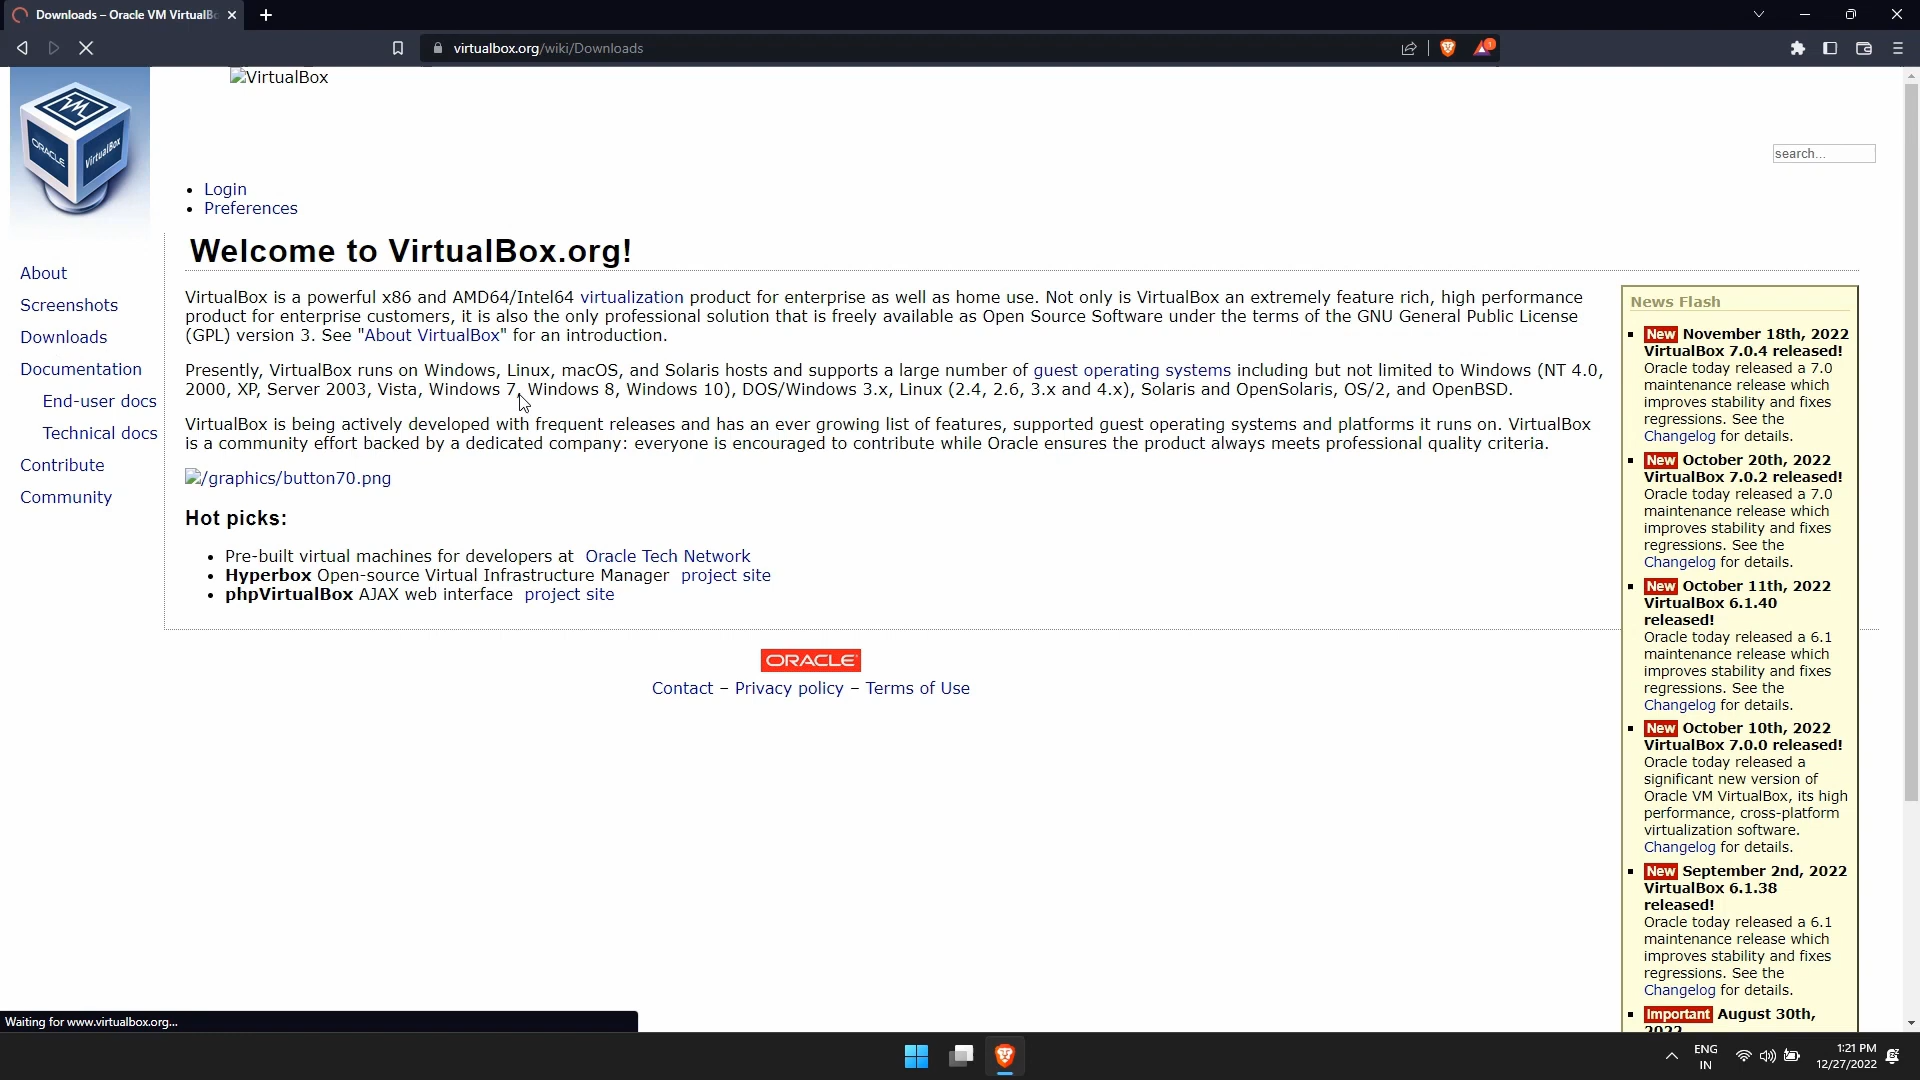 Downloads – Oracle VM VirtualB
virtualbox.org/wiki/Downloads
1
VirtualBox
ORACLE
VirtualBox
search...
Login
Preferences
Welcome to VirtualBox.org!
About
Screenshots
Downloads
Documentation
End-user docs
Technical docs
Contribute
Community
VirtualBox is a powerful x86 and AMD64/Intel64 virtualization product for enterprise as well as home use. Not only is VirtualBox an extremely feature rich, high performance
product for enterprise customers, it is also the only professional solution that is freely available as Open Source Software under the terms of the GNU General Public License
(GPL) version 3. See "About VirtualBox" for an introduction.
Presently, VirtualBox runs on Windows, Linux, macOS, and Solaris hosts and supports a large number of guest operating systems including but not limited to Windows (NT 4.0,
2000, XP, Server 2003, Vista, Windows 7, Windows 8, Windows 10), DOS/Windows 3.x, Linux (2.4, 2.6, 3.x and 4.x), Solaris and OpenSolaris, OS/2, and OpenBSD.
VirtualBox is being actively developed with frequent releases and has an ever growing list of features, supported guest operating systems and platforms it runs on. VirtualBox
is a community effort backed by a dedicated company: everyone is encouraged to contribute while Oracle ensures the product always meets professional quality criteria.
/graphics/button70.png
Hot picks:
Pre-built virtual machines for developers at Oracle Tech Network
Hyperbox Open-source Virtual Infrastructure Manager project site
phpVirtualBox AJAX web interface project site
ORACLE
Contact – Privacy policy – Terms of Use
News Flash
New November 18th, 2022
VirtualBox 7.0.4 released!
Oracle today released a 7.0
maintenance release which
improves stability and fixes
regressions. See the
Changelog for details.
New October 20th, 2022
VirtualBox 7.0.2 released!
Oracle today released a 7.0
maintenance release which
improves stability and fixes
regressions. See the
Changelog for details.
New October 11th, 2022
VirtualBox 6.1.40
released!
Oracle today released a 6.1
maintenance release which
improves stability and fixes
regressions. See the
Changelog for details.
New October 10th, 2022
VirtualBox 7.0.0 released!
Oracle today released a
significant new version of
Oracle VM VirtualBox, its high
performance, cross-platform
virtualization software.
Changelog for details.
New September 2nd, 2022
VirtualBox 6.1.38
released!
Oracle today released a 6.1
maintenance release which
improves stability and fixes
regressions. See the
Changelog for details.
Important August 30th,
2022
Waiting for www.virtualbox.org...
ENG
IN
1:21 PM
12/27/2022